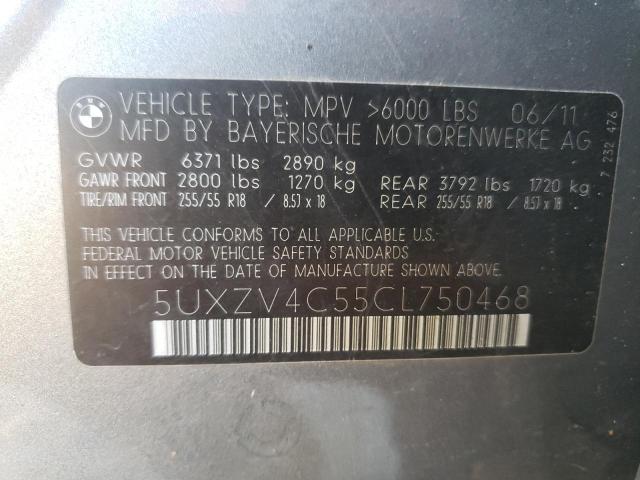 BMW
VEHICLE TYPE: MPV >6000 LBS 06/11
MFD BY BAYERISCHE MOTORENWERKE AG
GVWR 6371 lbs 2890 kg
GAWR FRONT 2800 lbs 1270 kg REAR 3792 lbs 1720 kg
TIRE/RIM FRONT 255/55 R18 / 8.5J x 18 REAR 255/55 R18 / 8.5J x 18
THIS VEHICLE CONFORMS TO ALL APPLICABLE U.S.
FEDERAL MOTOR VEHICLE SAFETY STANDARDS
IN EFFECT ON THE DATE OF MANUFACTURE SHOWN ABOVE.
5UXZV4C55CL750468
7 232 476